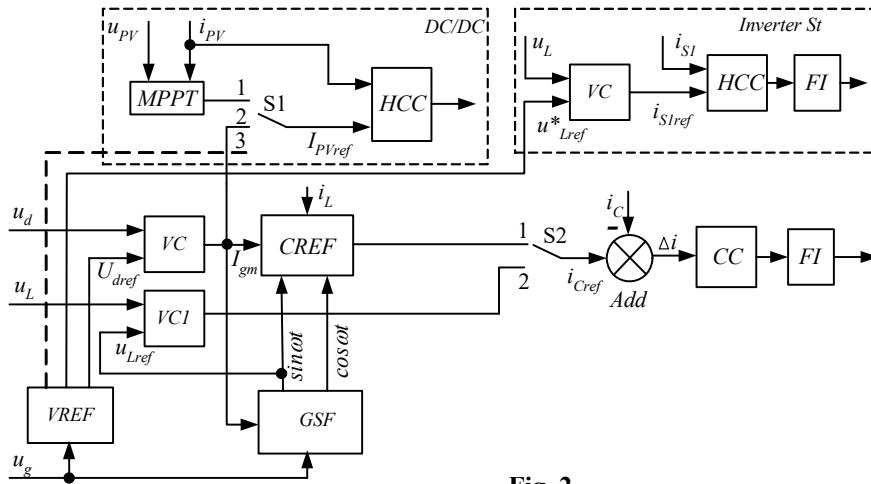 u_PV
i_PV
DC/DC
MPPT
1
2
3
S1
I_PVref
HCC
Inverter St
u_L
i_S1
VC
u*_Lref
i_S1ref
HCC
FI
i_L
u_d
VC
U_dref
I_gm
CREF
1
2
S2
i_C
-
i_Cref
Add
Δi
CC
FI
u_L
VC1
u_Lref
sinωt
cosωt
VREF
GSF
u_g